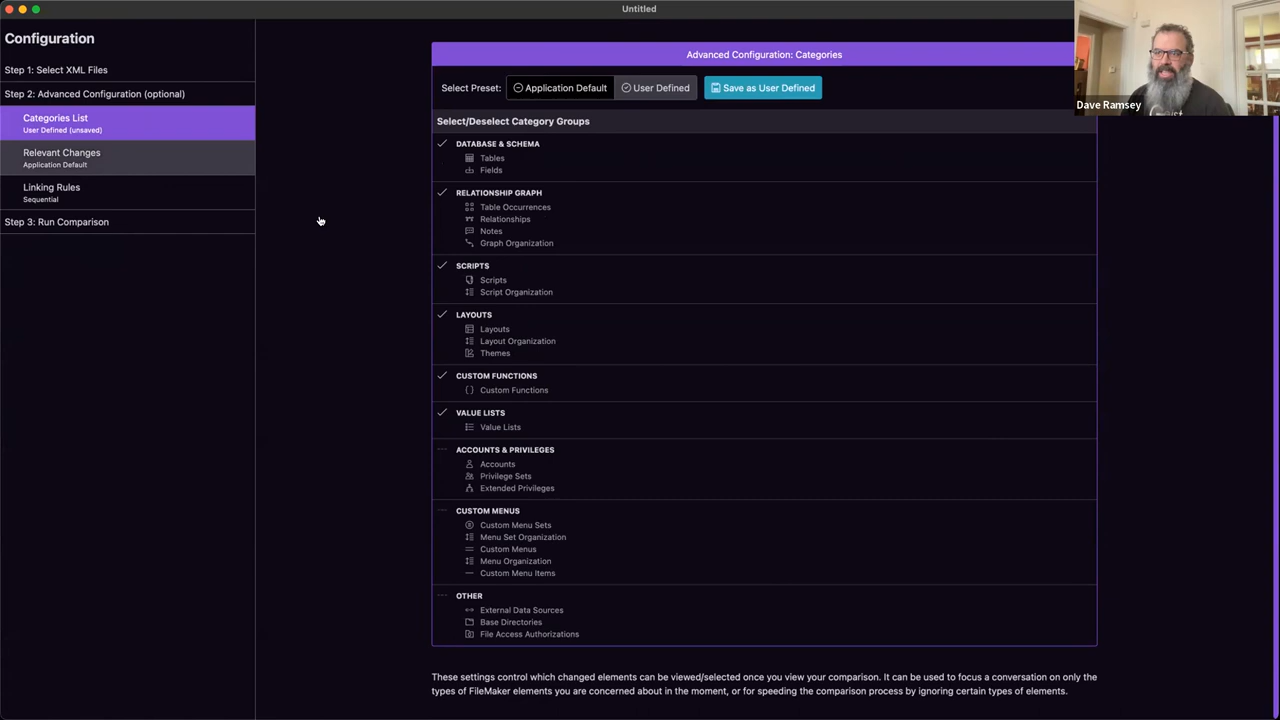 Untitled
Configuration
Step 1: Select XML Files
Step 2: Advanced Configuration (optional)
Categories List
User Defined (unsaved)
Relevant Changes
Application Default
Linking Rules
Sequential
Step 3: Run Comparison
Advanced Configuration: Categories
Select Preset: Application Default User Defined Save as User Defined
Select/Deselect Category Groups
DATABASE & SCHEMA
Tables
Fields
RELATIONSHIP GRAPH
Table Occurrences
Relationships
Notes
Graph Organization
SCRIPTS
Scripts
Script Organization
LAYOUTS
Layouts
Layout Organization
Themes
CUSTOM FUNCTIONS
Custom Functions
VALUE LISTS
Value Lists
ACCOUNTS & PRIVILEGES
Accounts
Privilege Sets
Extended Privileges
CUSTOM MENUS
Custom Menu Sets
Menu Set Organization
Custom Menus
Menu Organization
Custom Menu Items
OTHER
External Data Sources
Base Directories
File Access Authorizations
These settings control which changed elements can be viewed/selected once you view your comparison. It can be used to focus a conversation on only the
types of FileMaker elements you are concerned about in the moment, or for speeding the comparison process by ignoring certain types of elements.
Dave Ramsey